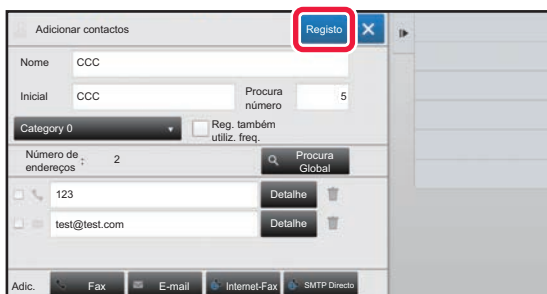 Adicionar contactos
Registo
Nome
CCC
Inicial
CCC
Procura
número
5
Category 0
Reg. também
utiliz. freq.
Número de
endereços :
2
Procura
Global
123
Detalhe
test@test.com
Detalhe
Adic.
Fax
E-mail
Internet-Fax
SMTP Directo